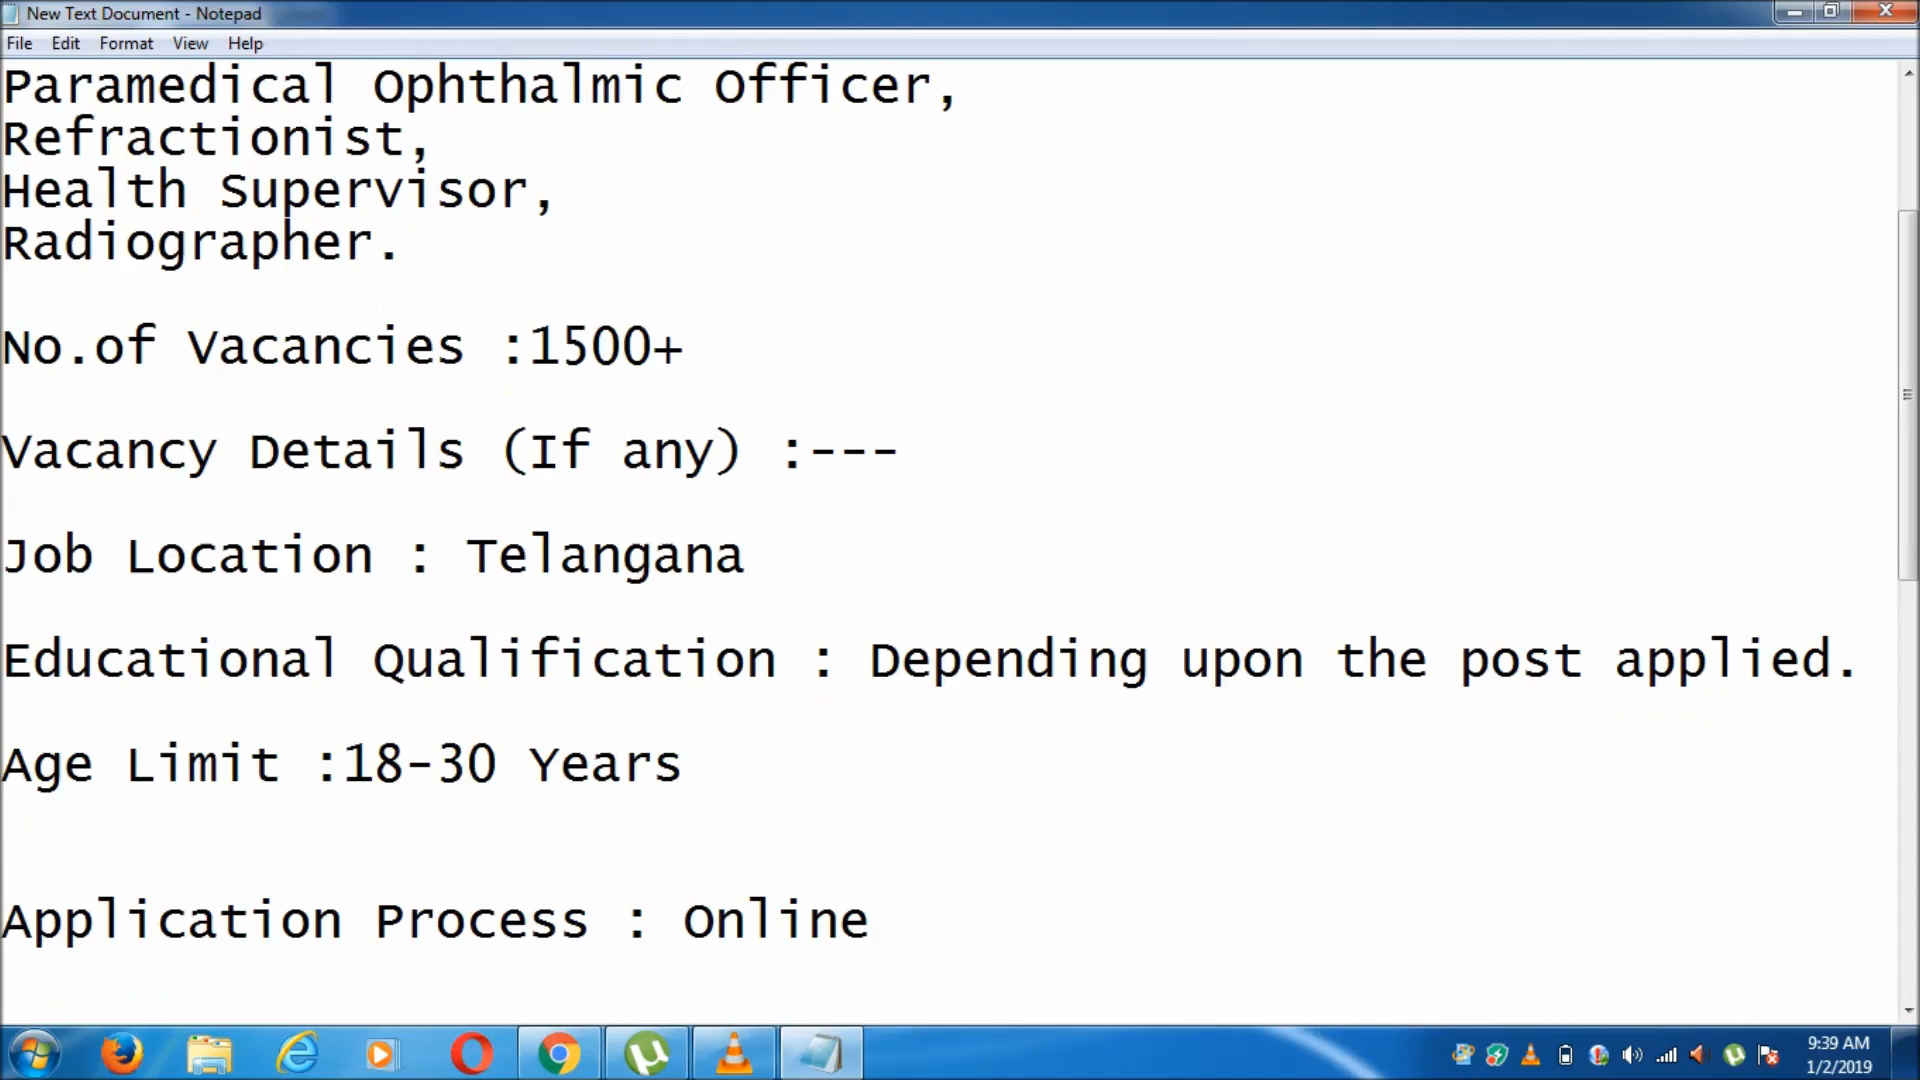 New Text Document - Notepad
File Edit Format View Help
Paramedical Ophthalmic Officer,
Refractionist,
Health Supervisor,
Radiographer.
No.of Vacancies :1500+
Vacancy Details (If any) :---
Job Location : Telangana
Educational Qualification : Depending upon the post applied.
Age Limit :18-30 Years
Application Process : Online
9:39 AM
1/2/2019